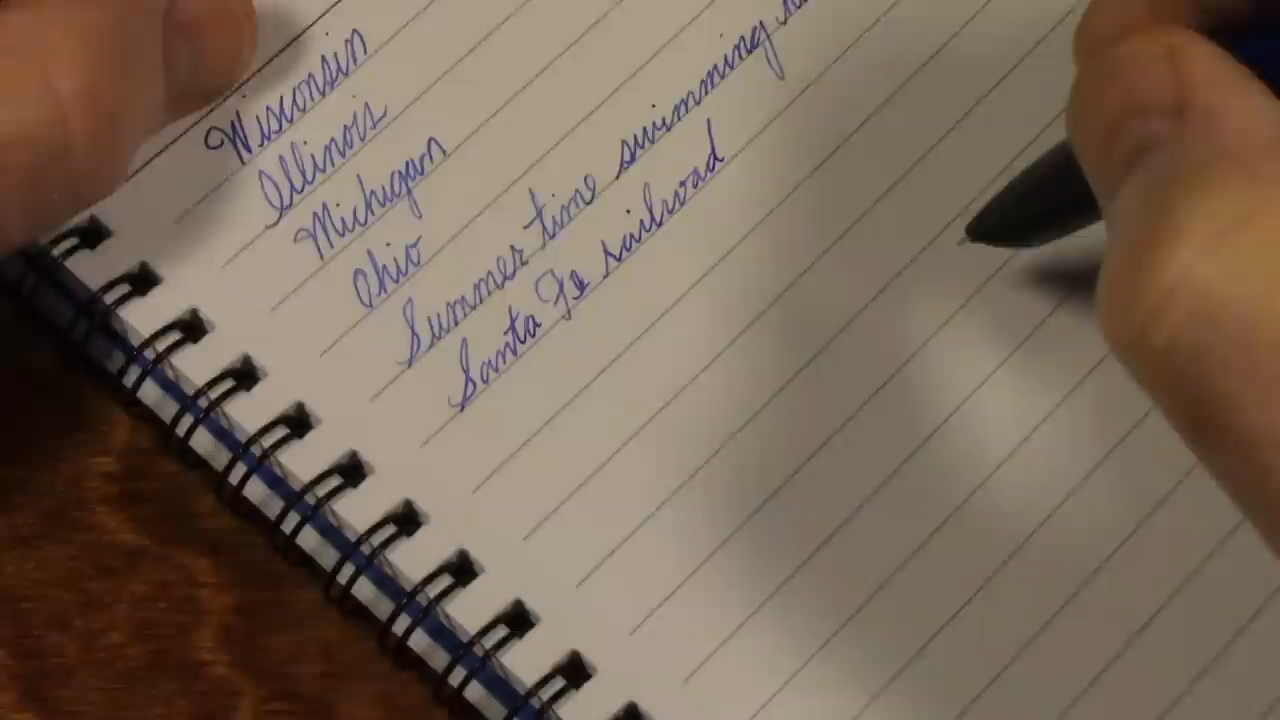 Wisconsin
Illinois
Michigan
Ohio
Summer time swimming
Santa Fe railroad